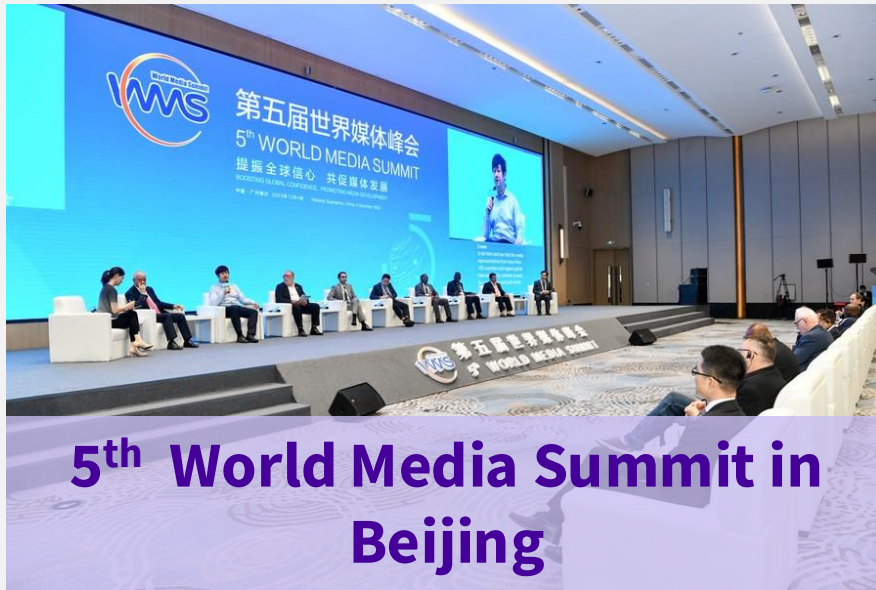 World Media Summit
WMS
第五届世界媒体峰会
5th WORLD MEDIA SUMMIT
提振全球信心 共促媒体发展
BOOSTING GLOBAL CONFIDENCE, PROMOTING MEDIA DEVELOPMENT
WMS
第五届世界媒体峰会
5th WORLD MEDIA SUMMIT
5th World Media Summit in
Beijing